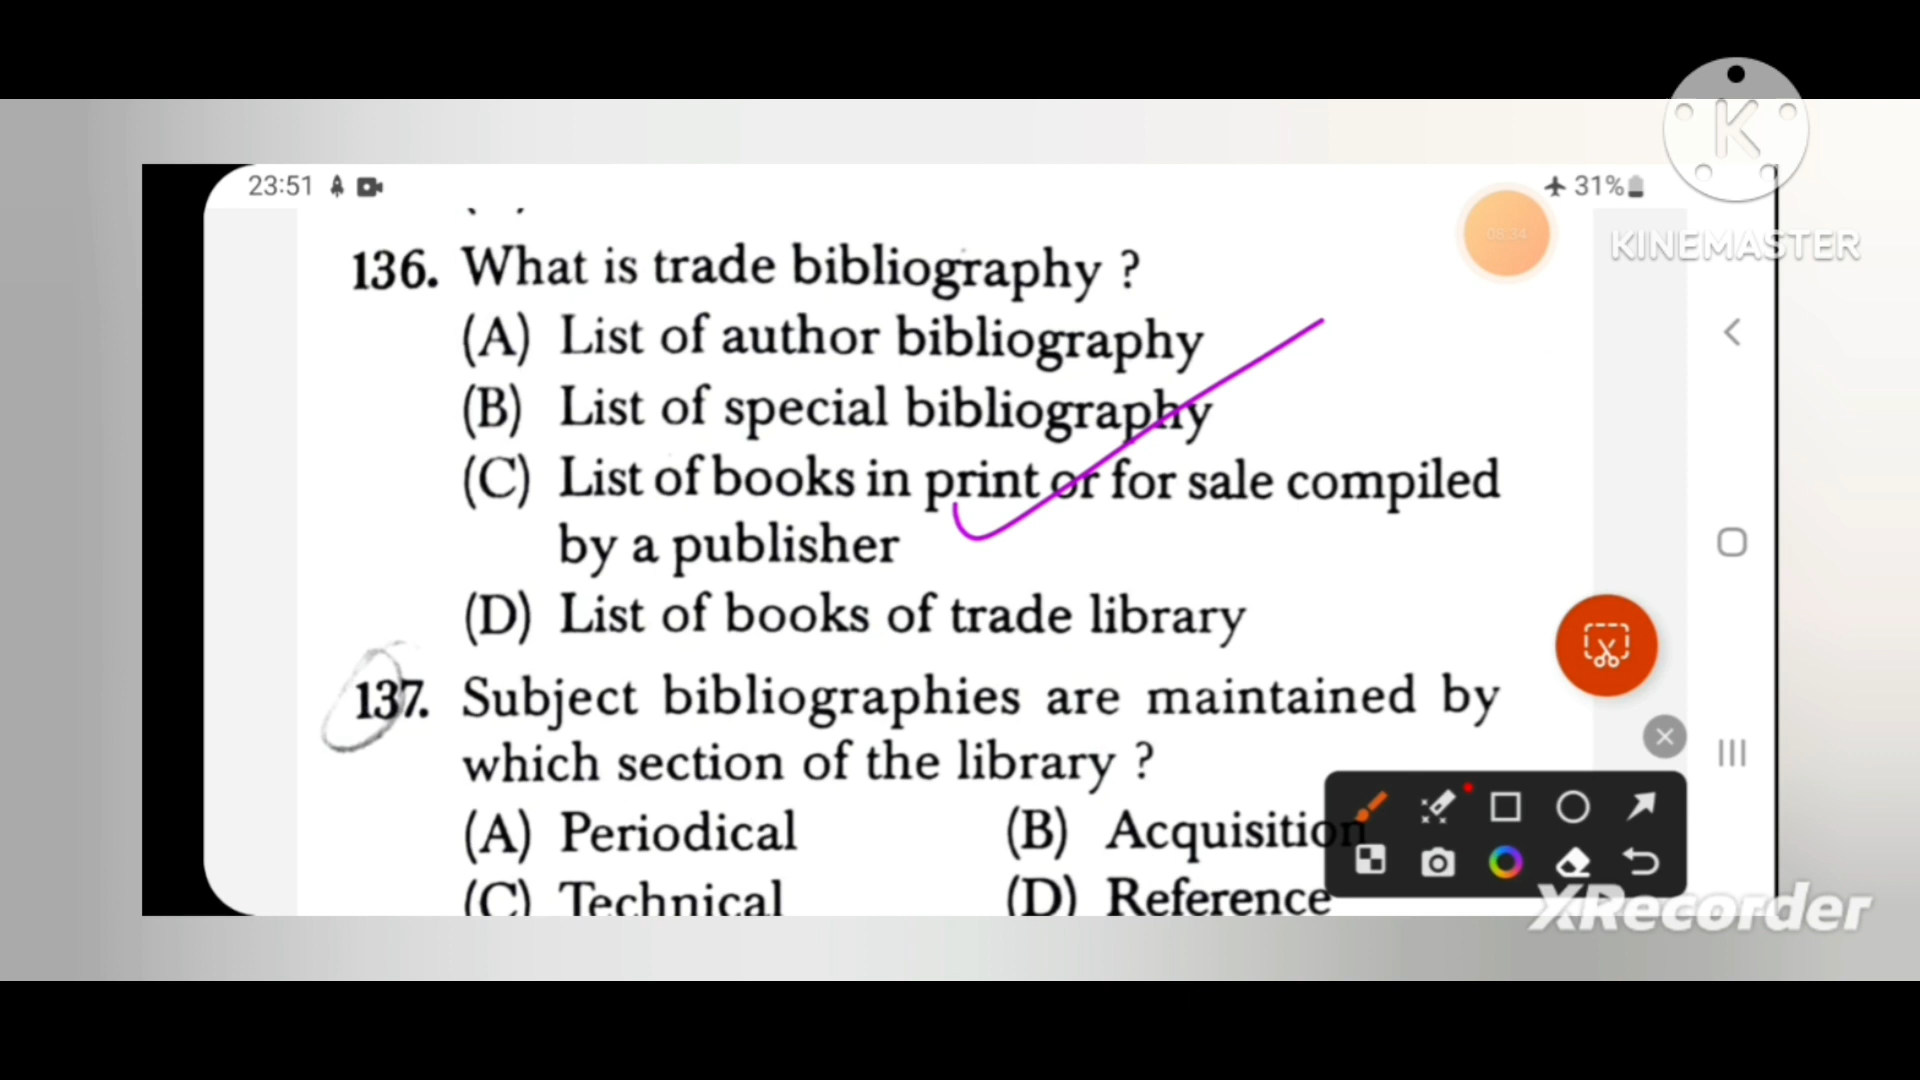 K
KINEMASTER
23:51
31%
08:34
136. What is trade bibliography ?
(A) List of author bibliography
(B) List of special bibliography
(C) List of books in print or for sale compiled
by a publisher
(D) List of books of trade library
137. Subject bibliographies are maintained by
which section of the library ?
(A) Periodical (B) Acquisition
(C) Technical (D) Reference
XRecorder